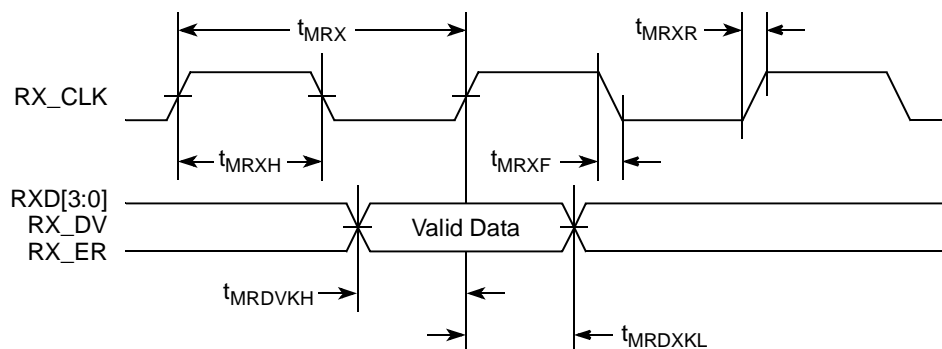 tMRX
tMRXR
RX_CLK
tMRXH
tMRXF
RXD[3:0]
RX_DV
RX_ER
Valid Data
tMRDVKH
tMRDXKL